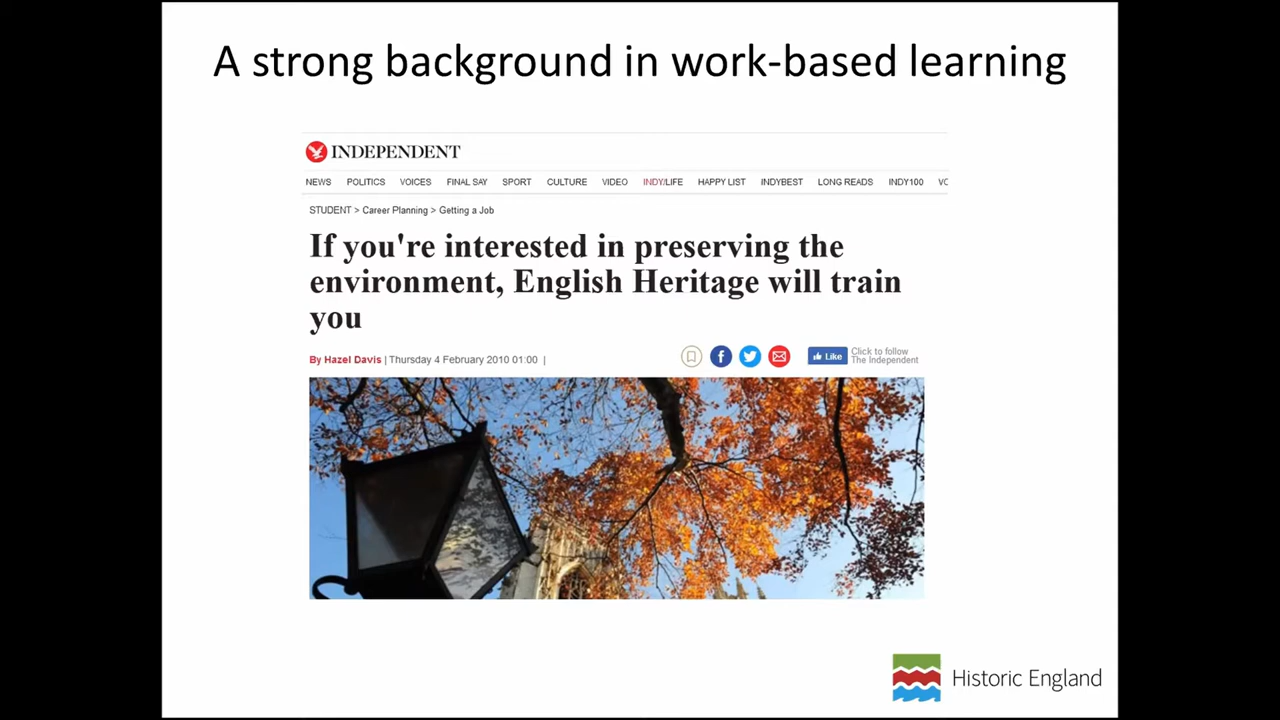 A strong background in work-based learning
INDEPENDENT
NEWS POLITICS VOICES FINAL SAY SPORT CULTURE VIDEO INDY/LIFE HAPPY LIST INDYBEST LONG READS INDY100 VO
STUDENT > Career Planning > Getting a Job
If you're interested in preserving the
environment, English Heritage will train
you
By Hazel Davis | Thursday 4 February 2010 01:00 |
Like
Click to follow
The Independent
Historic England